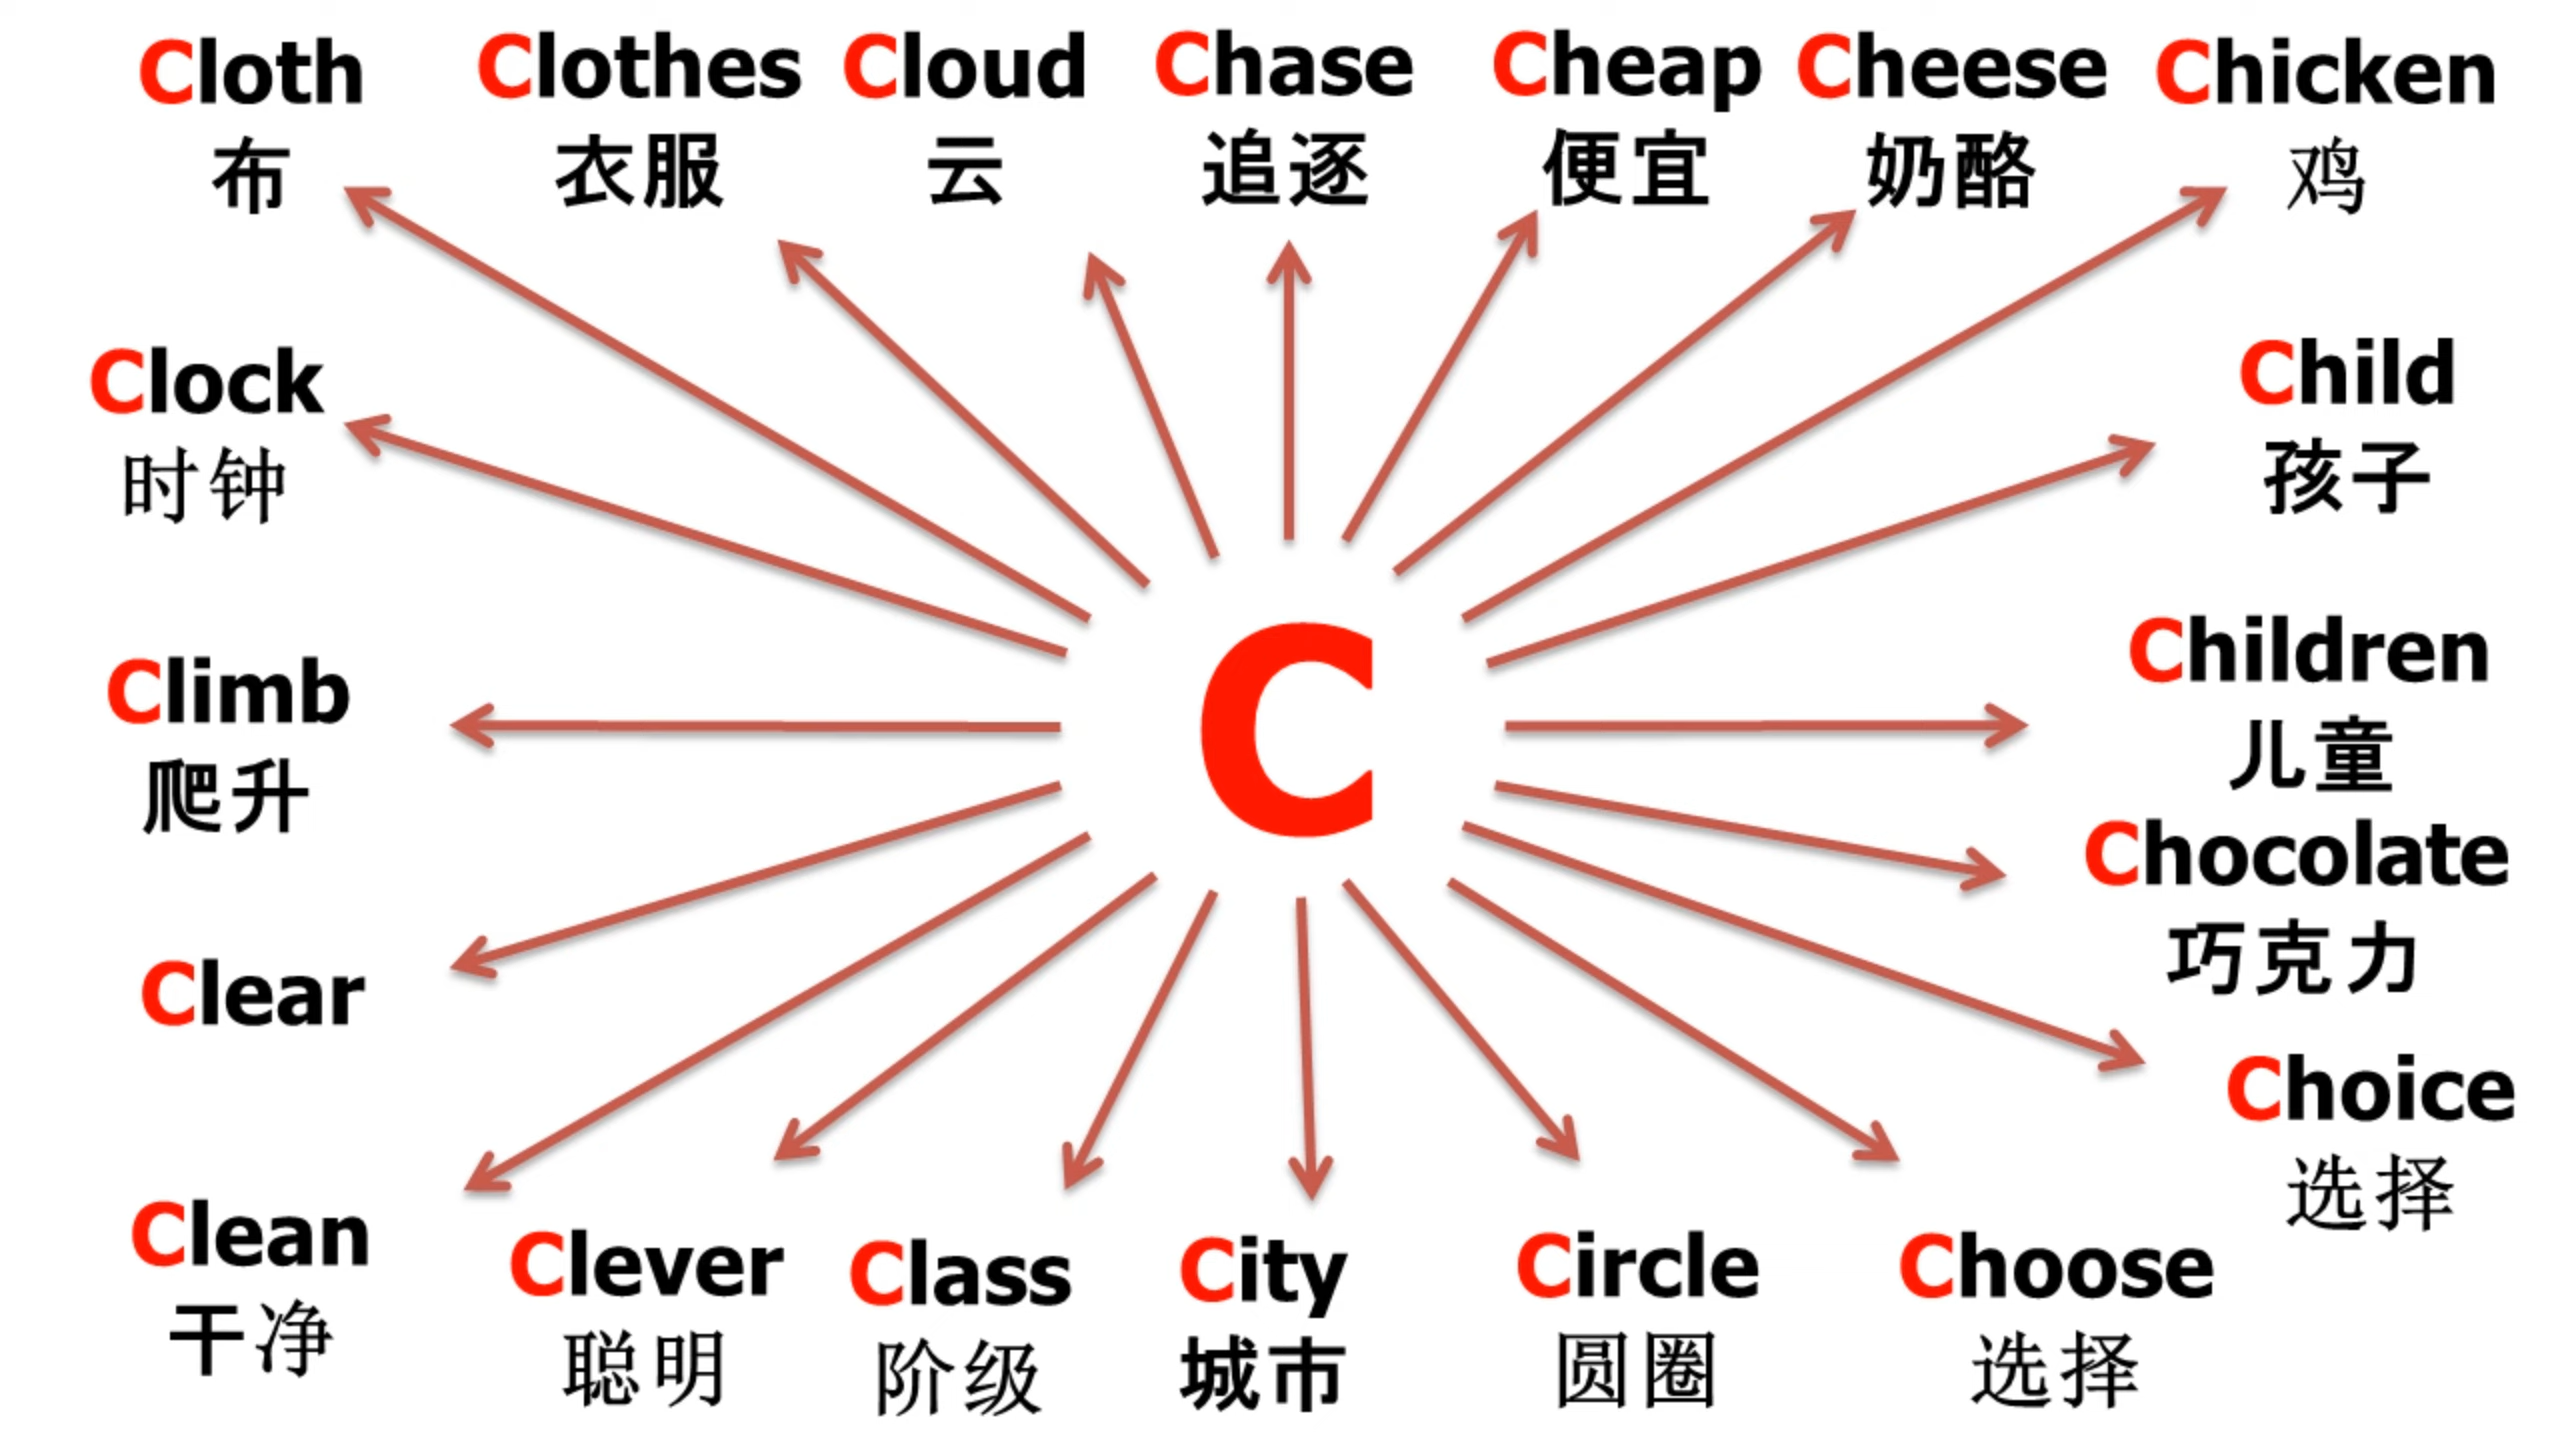 Cloth
布
Clothes
衣服
Cloud
云
Chase
追逐
Cheap
便宜
Cheese
奶酪
Chicken
鸡
Clock
时钟
Child
孩子
Climb
爬升
C
Children
儿童
Chocolate
巧克力
Clear
Choice
选择
Clean
干净
Clever
聪明
Class
阶级
City
城市
Circle
圆圈
Choose
选择